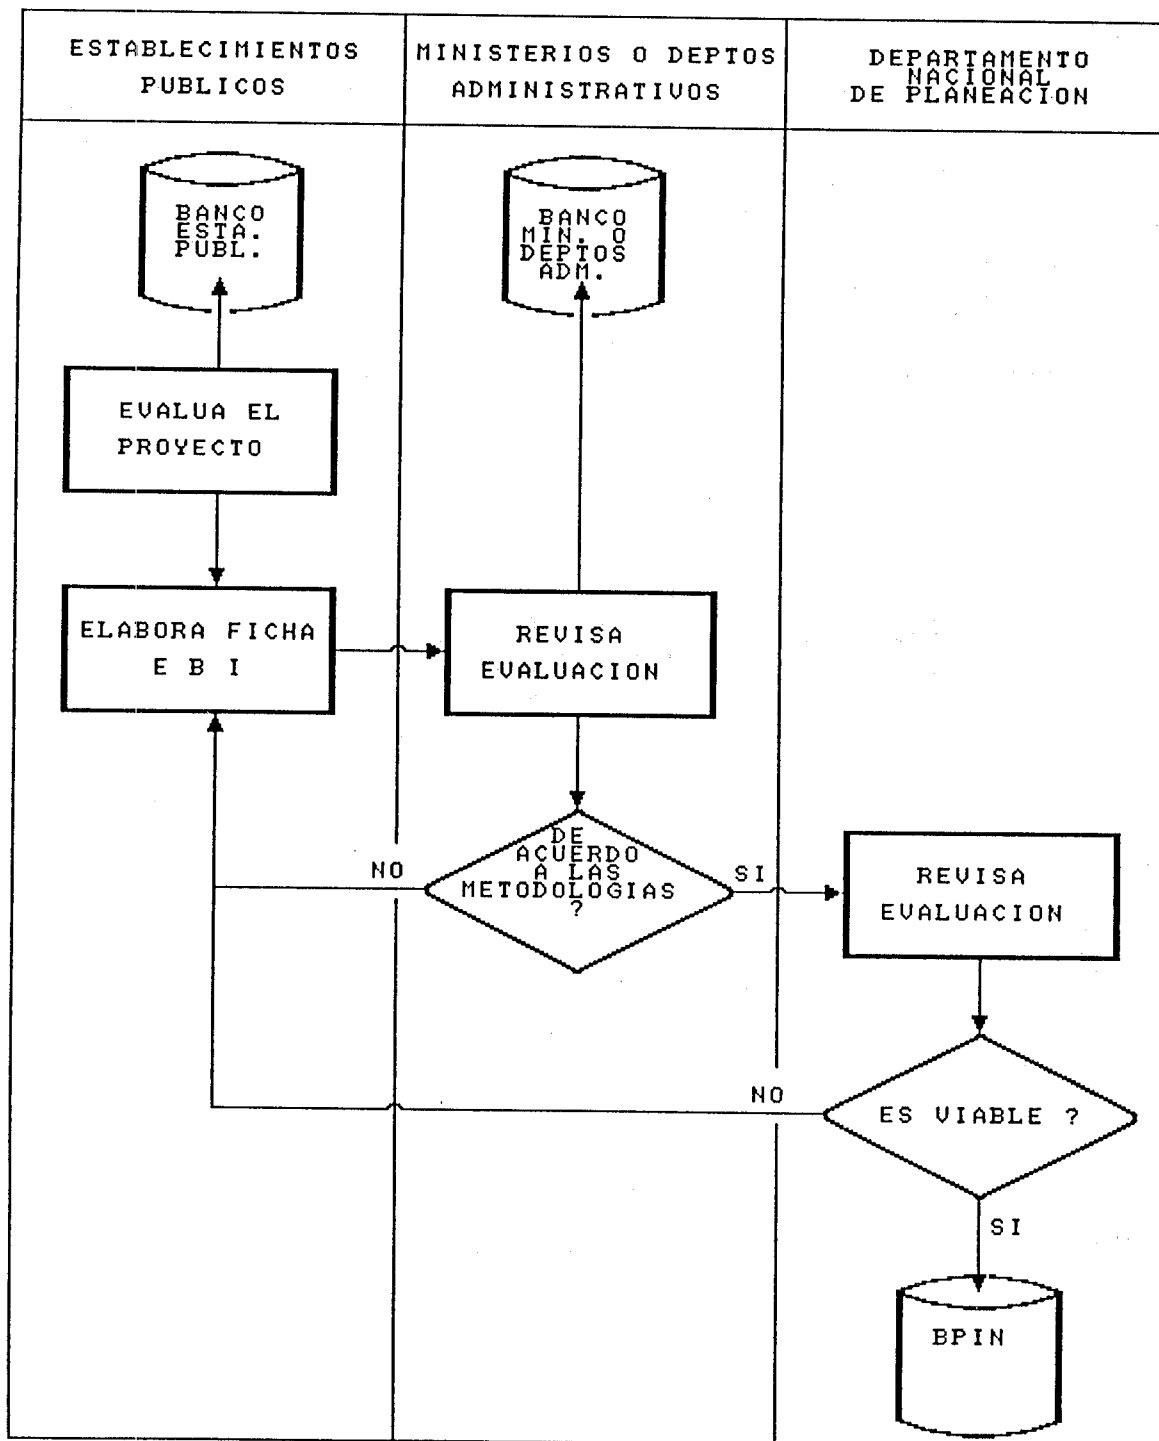 ESTABLECIMIENTOS
PUBLICOS
MINISTERIOS O DEPTOS
ADMINISTRATIVOS
DEPARTAMENTO
NACIONAL
DE PLANEACION
BANCO
ESTA.
PUBL.
BANCO
MIN. O
DEPTOS
ADM.
EVALUA EL
PROYECTO
ELABORA FICHA
E B I
REVISA
EVALUACION
DE
ACUERDO
A LAS
METODOLOGIAS
?
NO
SI
REVISA
EVALUACION
NO
ES VIABLE ?
SI
BPIN